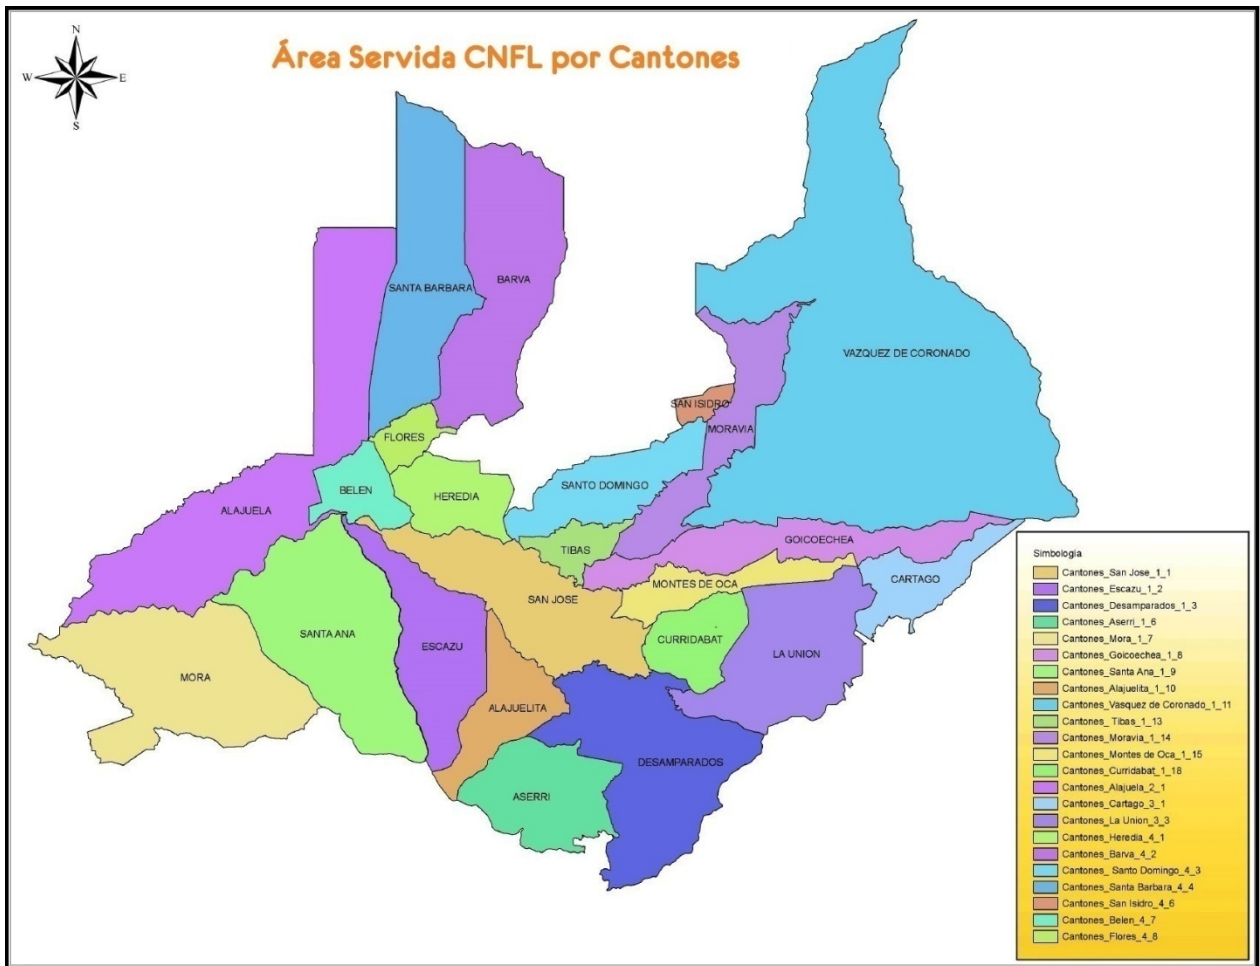 Área Servida CNFL por Cantones
N
W
E
S
SANTA BARBARA
BARVA
VAZQUEZ DE CORONADO
SAN ISIDRO
MORAVIA
FLORES
BELEN
HEREDIA
SANTO DOMINGO
ALAJUELA
TIBAS
GOICOECHEA
MONTES DE OCA
CARTAGO
SAN JOSE
SANTA ANA
ESCAZU
CURRIDABAT
LA UNION
MORA
ALAJUELITA
DESAMPARADOS
ASERRI
Simbología
Cantones_San Jose_1_1
Cantones_Escazu_1_2
Cantones_Desamparados_1_3
Cantones_Aserri_1_6
Cantones_Mora_1_7
Cantones_Goicoechea_1_8
Cantones_Santa Ana_1_9
Cantones_Alajuelita_1_10
Cantones_Vasquez de Coronado_1_11
Cantones_ Tibas_1_13
Cantones_Moravia_1_14
Cantones_Montes de Oca_1_15
Cantones_Curridabat_1_18
Cantones_Alajuela_2_1
Cantones_Cartago_3_1
Cantones_La Union_3_3
Cantones_Heredia_4_1
Cantones_Barva_4_2
Cantones_ Santo Domingo_4_3
Cantones_Santa Barbara_4_4
Cantones_San Isidro_4_6
Cantones_Belen_4_7
Cantones_Flores_4_8